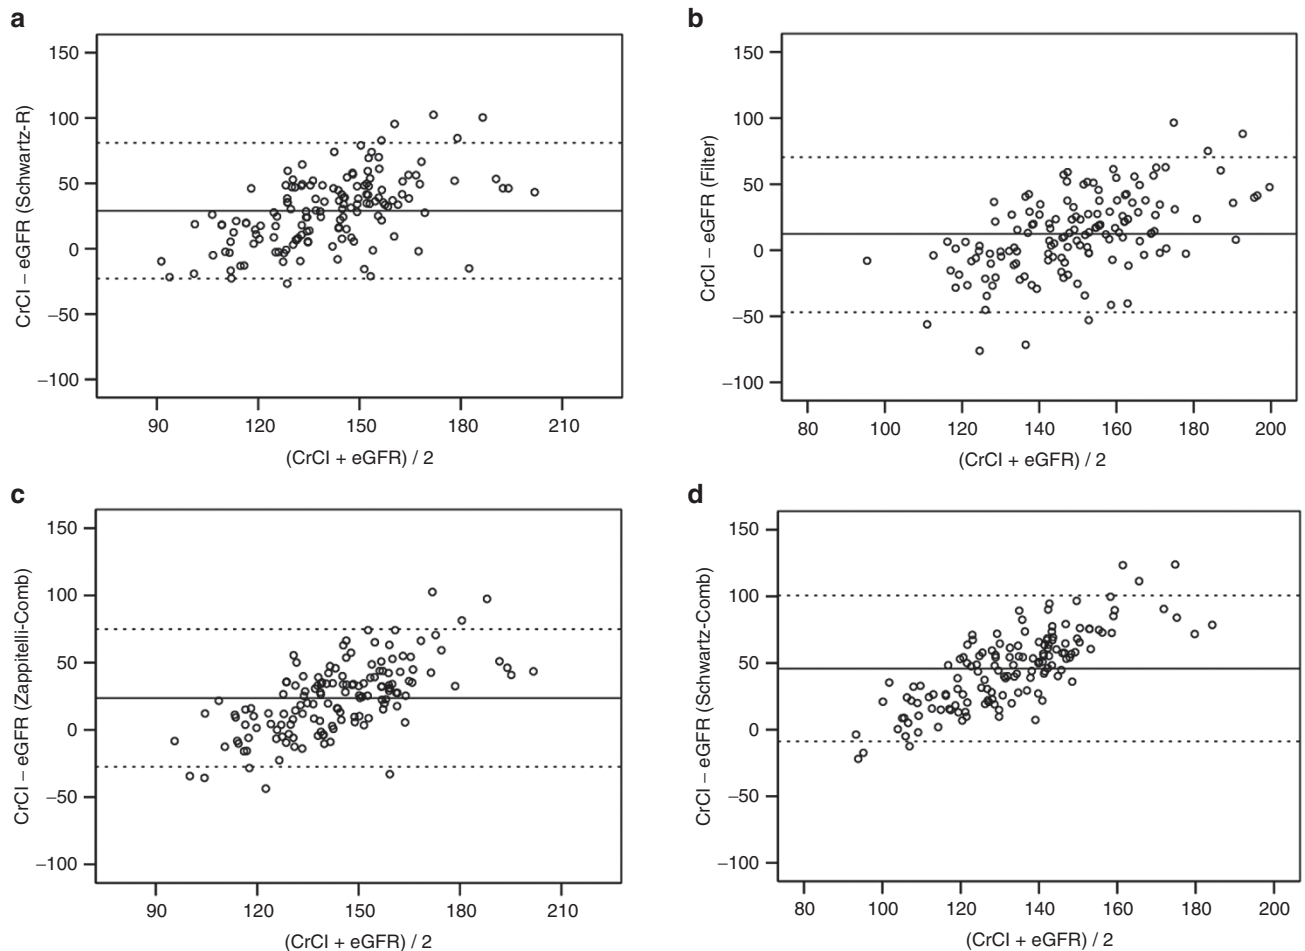 a
CrCl – eGFR (Schwartz-R)
150
100
50
0
–50
–100
90 120 150 180 210
(CrCl + eGFR) / 2
b
CrCl – eGFR (Filter)
150
100
50
0
–50
–100
80 100 120 140 160 180 200
(CrCl + eGFR) / 2
c
CrCl – eGFR (Zappitelli-Comb)
150
100
50
0
–50
–100
90 120 150 180 210
(CrCl + eGFR) / 2
d
CrCl – eGFR (Schwartz-Comb)
150
100
50
0
–50
–100
80 100 120 140 160 180 200
(CrCl + eGFR) / 2